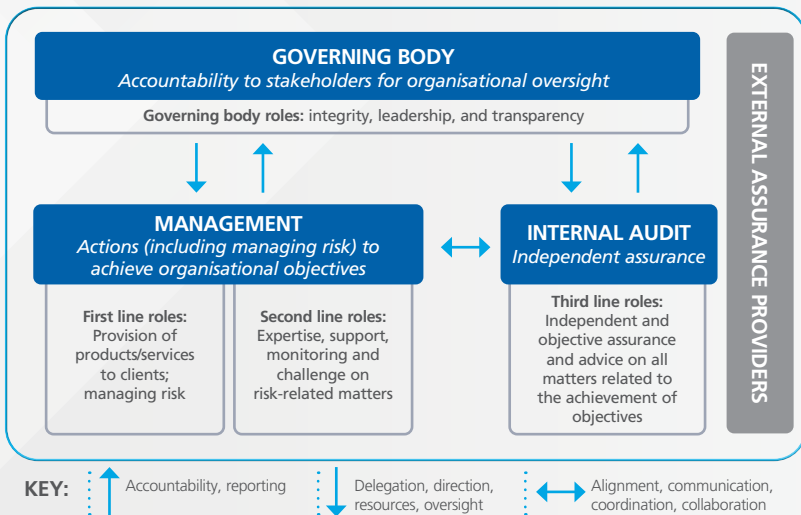 GOVERNING BODY
Accountability to stakeholders for organisational oversight
Governing body roles: integrity, leadership, and transparency
MANAGEMENT
Actions (including managing risk) to
achieve organisational objectives
First line roles:
Provision of
products/services
to clients;
managing risk
Second line roles:
Expertise, support,
monitoring and
challenge on
risk-related matters
INTERNAL AUDIT
Independent assurance
Third line roles:
Independent and
objective assurance
and advice on all
matters related to
the achievement of
objectives
EXTERNAL ASSURANCE PROVIDERS
KEY:
Accountability, reporting
Delegation, direction,
resources, oversight
Alignment, communication,
coordination, collaboration